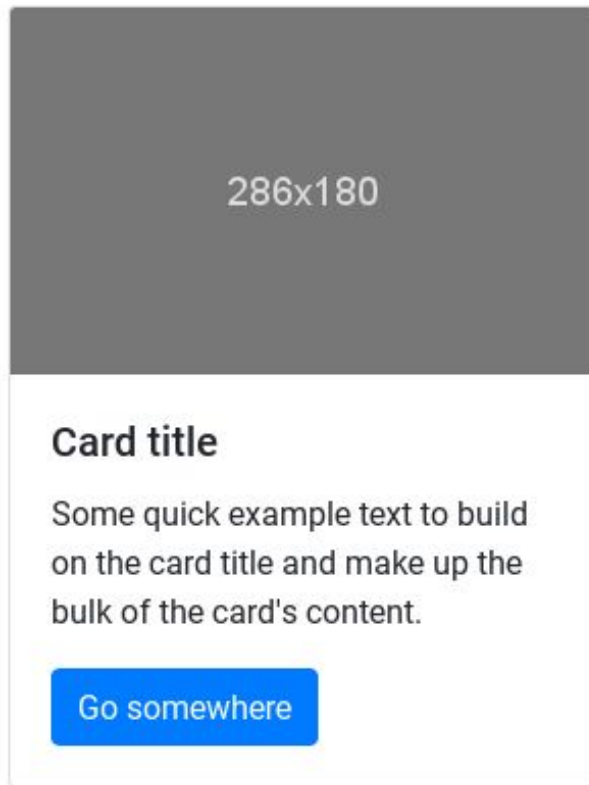 286x180
Card title
Some quick example text to build
on the card title and make up the
bulk of the card's content.
Go somewhere